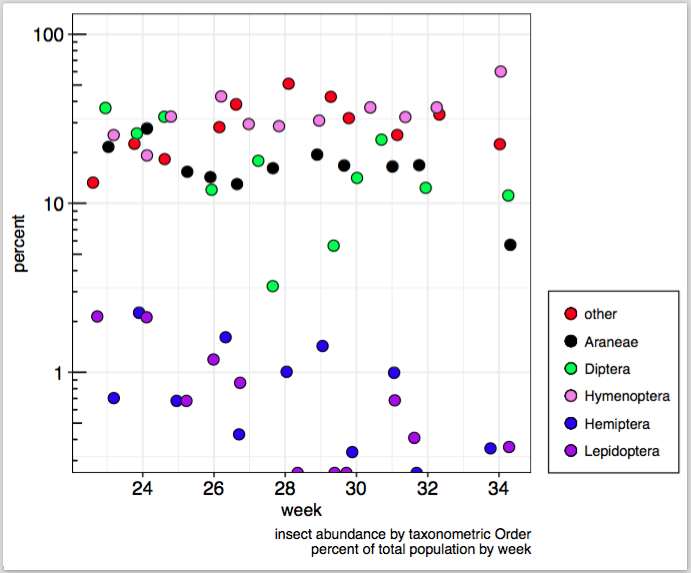 100
10
1
percent
24 26 28 30 32 34
week
other
Araneae
Diptera
Hymenoptera
Hemiptera
Lepidoptera
insect abundance by taxonometric Order
percent of total population by week